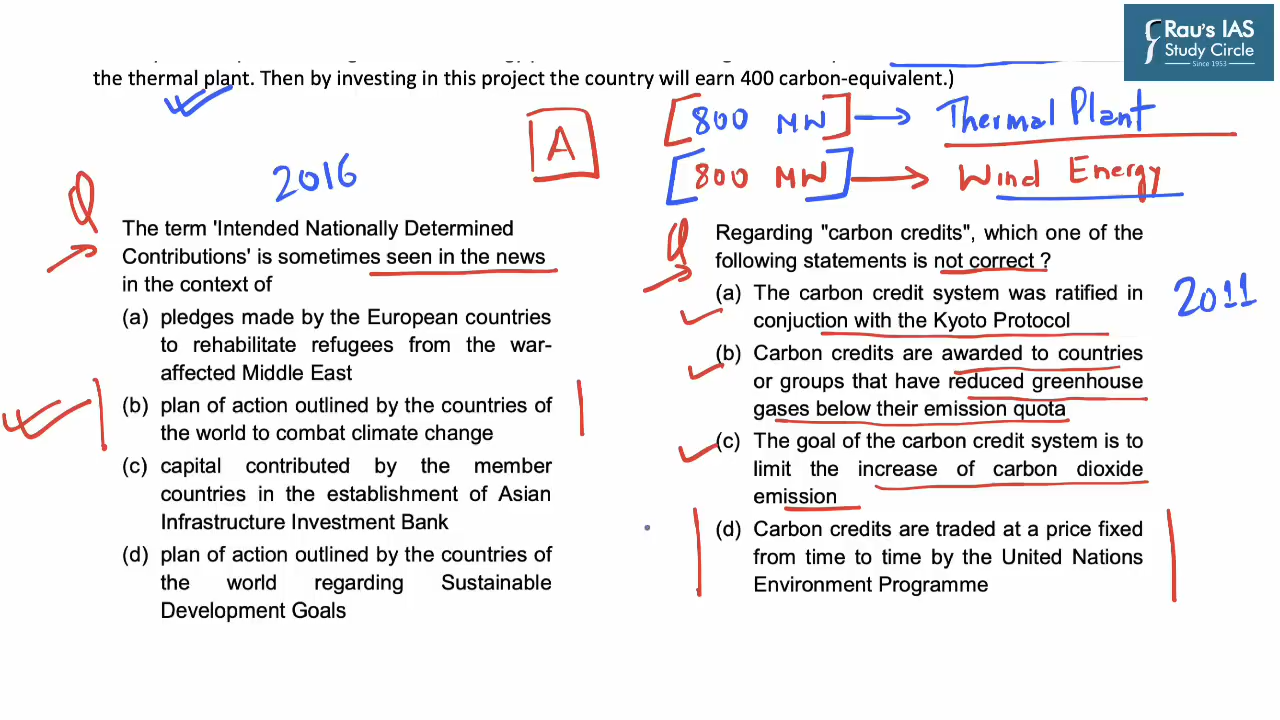 Rau's IAS
Study Circle
Since 1953
the thermal plant. Then by investing in this project the country will earn 400 carbon-equivalent.)
[800 MW] → Thermal Plant
A
[800 MW] → Wind Energy
2016
Q
The term 'Intended Nationally Determined
Contributions' is sometimes seen in the news
in the context of
(a) pledges made by the European countries
to rehabilitate refugees from the war-
affected Middle East
(b) plan of action outlined by the countries of
the world to combat climate change
(c) capital contributed by the member
countries in the establishment of Asian
Infrastructure Investment Bank
(d) plan of action outlined by the countries of
the world regarding Sustainable
Development Goals
Q
Regarding "carbon credits", which one of the
following statements is not correct ?
2011
(a) The carbon credit system was ratified in
conjuction with the Kyoto Protocol
(b) Carbon credits are awarded to countries
or groups that have reduced greenhouse
gases below their emission quota
(c) The goal of the carbon credit system is to
limit the increase of carbon dioxide
emission
(d) Carbon credits are traded at a price fixed
from time to time by the United Nations
Environment Programme